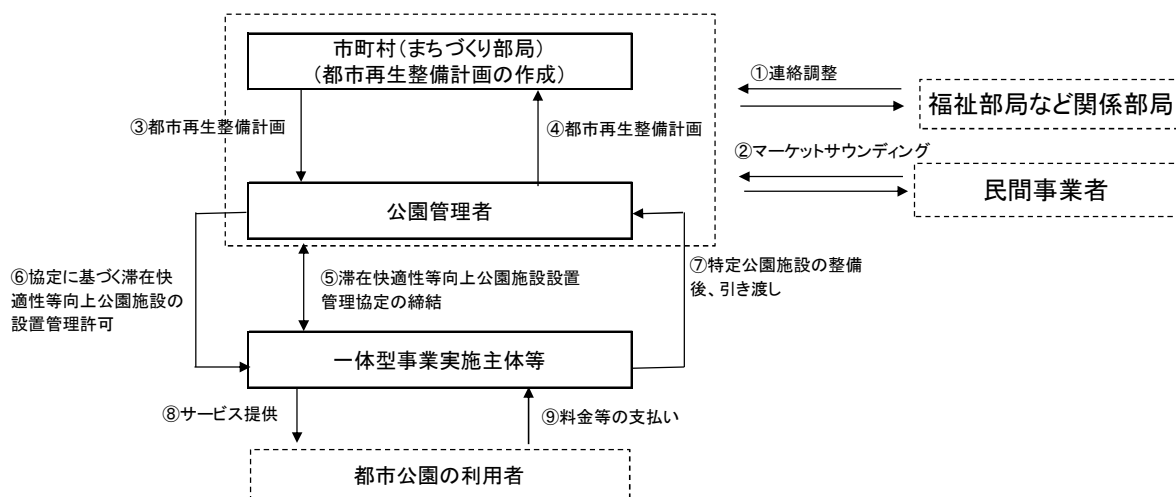 市町村(まちづくり部局)
(都市再生整備計画の作成)
①連絡調整
福祉部局など関係部局
③都市再生整備計画
④都市再生整備計画
②マーケットサウンディング
民間事業者
公園管理者
⑥協定に基づく滞在快
適性等向上公園施設の
設置管理許可
⑤滞在快適性等向上公園施設設置
管理協定の締結
⑦特定公園施設の整備
後、引き渡し
一体型事業実施主体等
⑧サービス提供
⑨料金等の支払い
都市公園の利用者